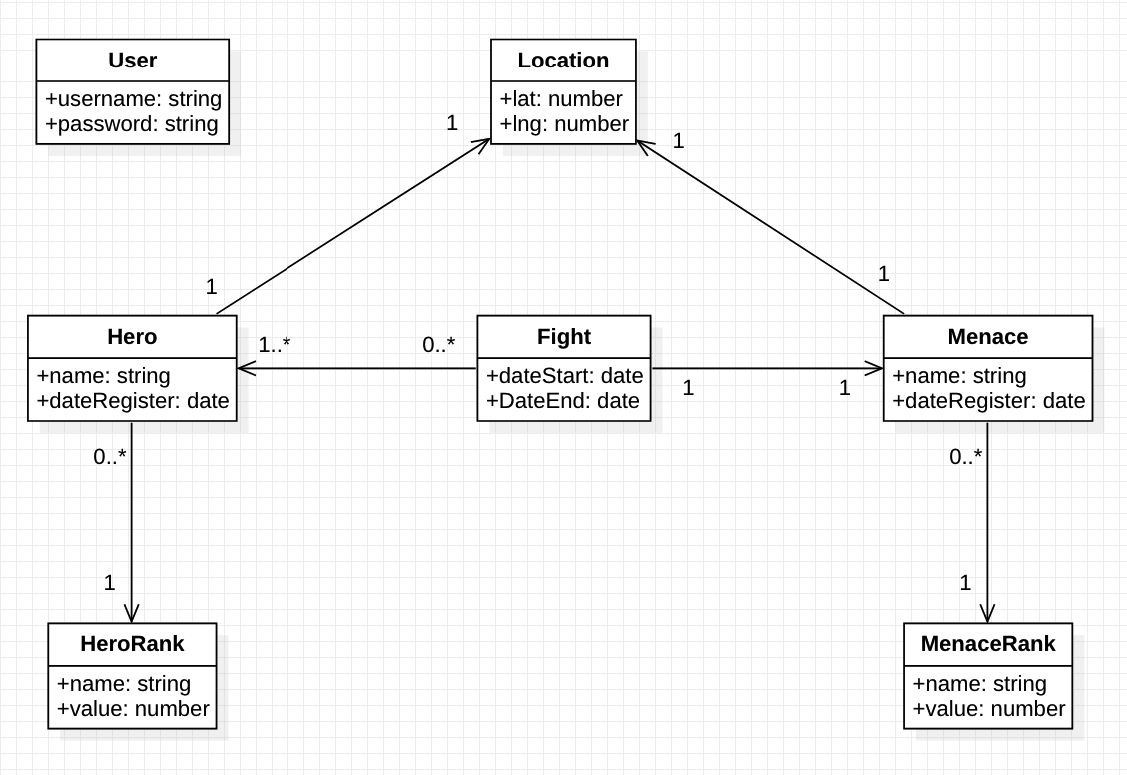 User
+username: string
+password: string
Location
+lat: number
+lng: number
1
1
1
1
Hero
+name: string
+dateRegister: date
1..*
0..*
Fight
+dateStart: date
+DateEnd: date
1
1
Menace
+name: string
+dateRegister: date
0..*
1
0..*
1
HeroRank
+name: string
+value: number
MenaceRank
+name: string
+value: number